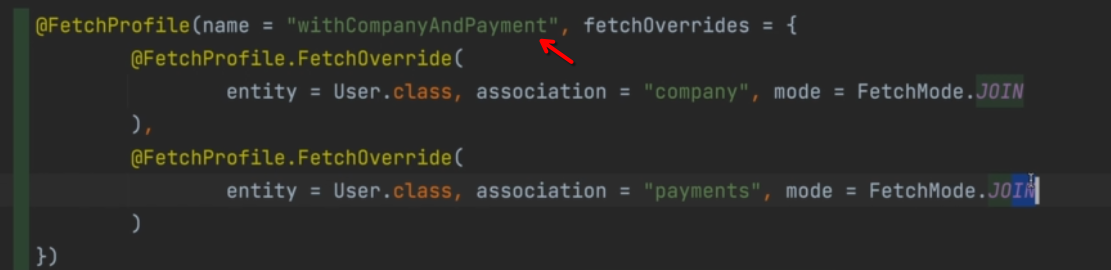 @FetchProfile(name = "withCompanyAndPayment", fetchOverrides = {
@FetchProfile.FetchOverride(
entity = User.class, association = "company", mode = FetchMode.JOIN
),
@FetchProfile.FetchOverride(
entity = User.class, association = "payments", mode = FetchMode.JOIN
)
})